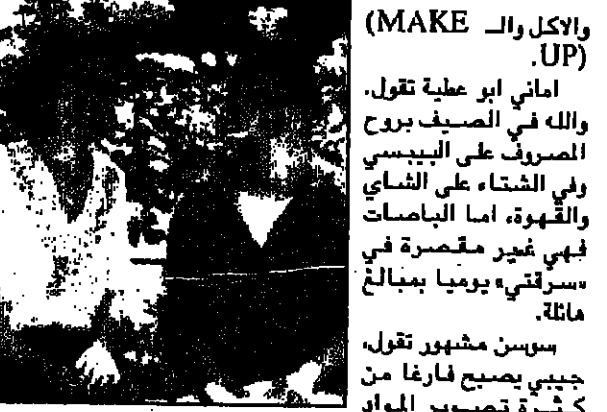 والاكل والـ MAKE)
.(UP
اماني ابو عطية تقول،
والله في الصيف بروح
المصروف على البيبسي
وفي الشتاء على الشاي
والقهوة، اما الباصات
فهي غير مقصرة في
«سرقتي» يوميا بمبالغ
هائلة.
سوسن مشهور تقول،
جيبي يصبح فارغا من
كثرة تصوير المواد